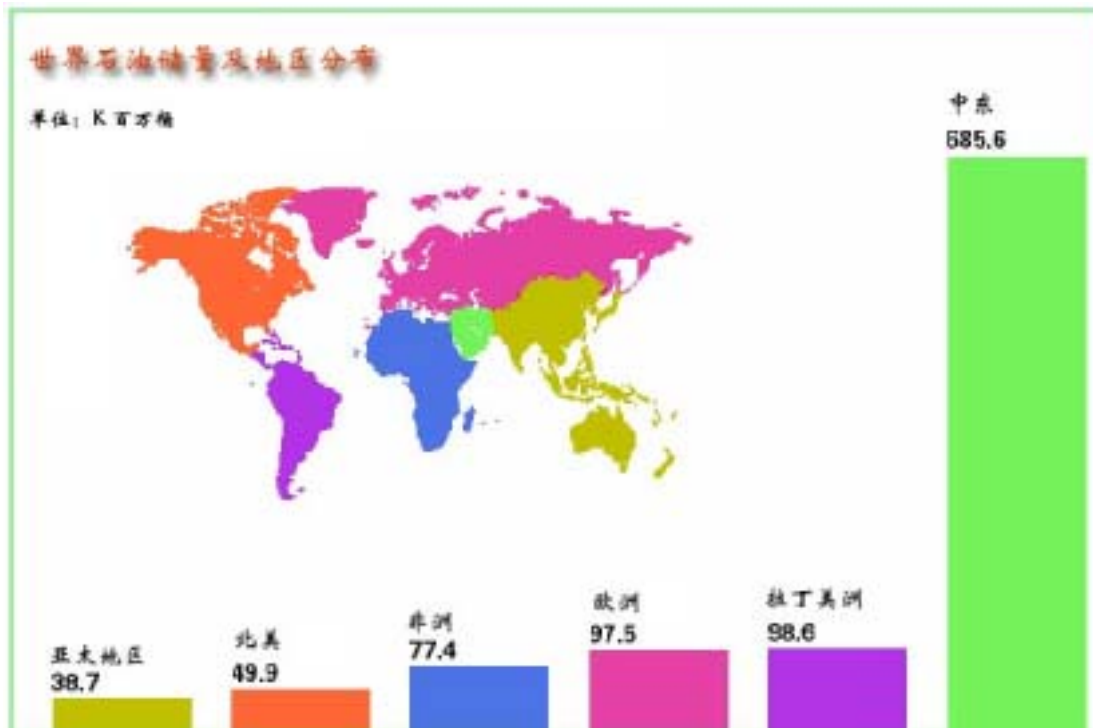 世界石油储量及地区分布
单位：K 百万桶
中东
685.6
亚太地区
38.7
北美
49.9
非洲
77.4
欧洲
97.5
拉丁美洲
98.6